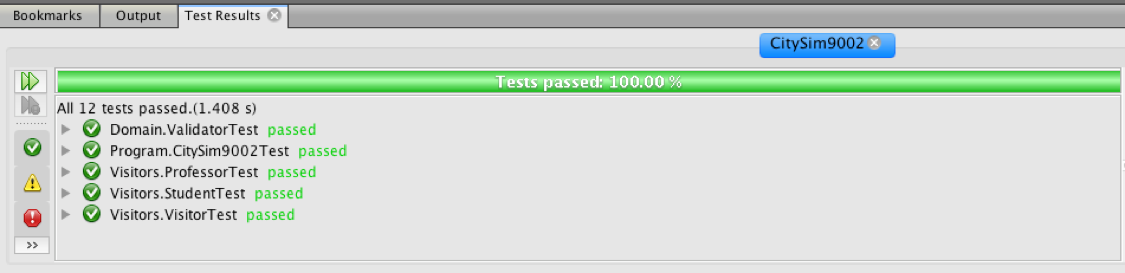 Bookmarks Output Test Results
CitySim9002
Tests passed: 100.00 %
All 12 tests passed.(1.408 s)
Domain.ValidatorTest passed
Program.CitySim9002Test passed
Visitors.ProfessorTest passed
Visitors.StudentTest passed
Visitors.VisitorTest passed
>>